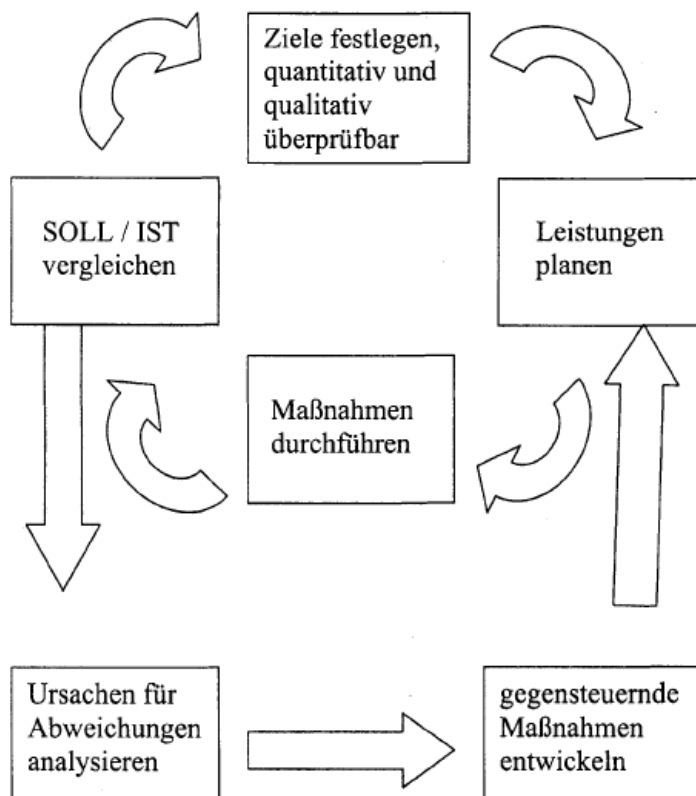 Ziele festlegen,
quantitativ und
qualitativ
überprüfbar
SOLL / IST
vergleichen
Leistungen
planen
Maßnahmen
durchführen
Ursachen für
Abweichungen
analysieren
gegensteuernde
Maßnahmen
entwickeln